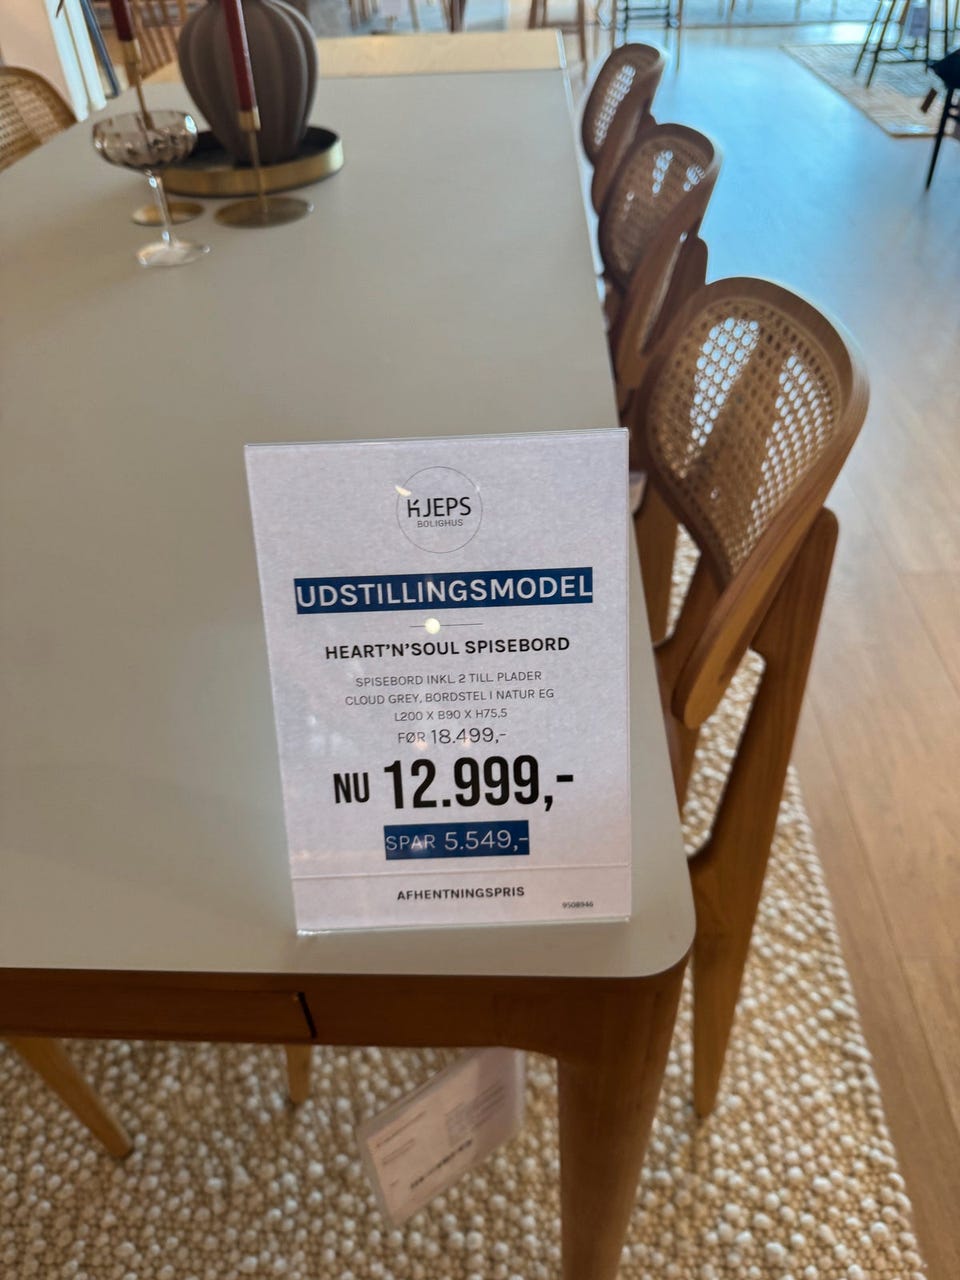 KJEPS
BOLIGHUS
UDSTILLINGSMODEL
HEART'N'SOUL SPISEBORD
SPISEBORD INKL. 2 TILL. PLADER
CLOUD GREY, BORDSTEL I NATUR EG
L200 X B90 X H75,5
FØR 18.499,-
NU 12.999,-
SPAR 5.549,-
AFHENTNINGSPRIS
9508946